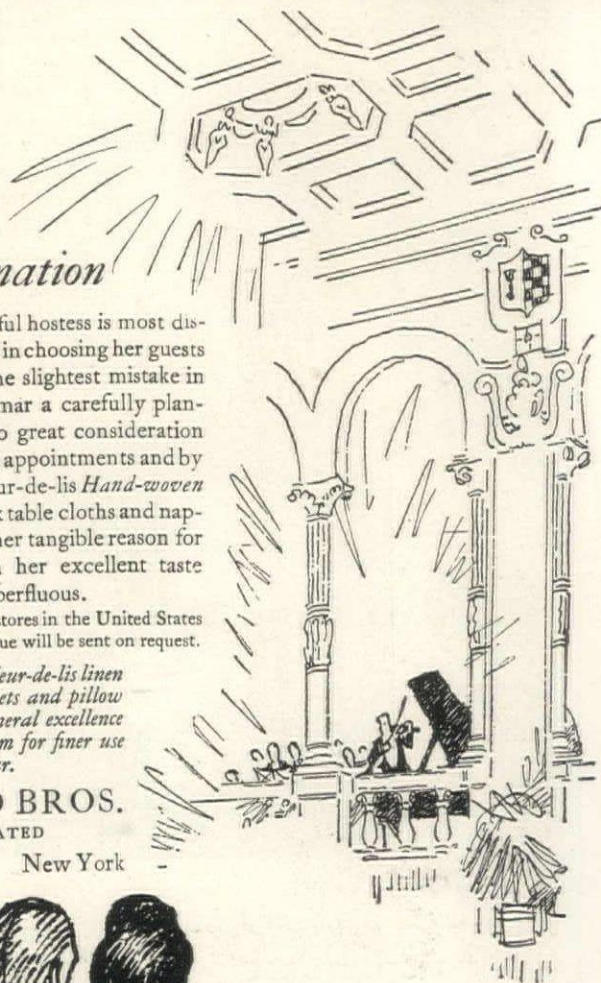 nation
ful hostess is most dis-
in choosing her guests
he slightest mistake in
mar a carefully plan-
o great consideration
appointments and by
ur-de-lis Hand-woven
k table cloths and nap-
her tangible reason for
her excellent taste
perfluous.
stores in the United States
ue will be sent on request.
eur-de-lis linen
ets and pillow
neral excellence
m for finer use
r.
BROS.
ATED
New York